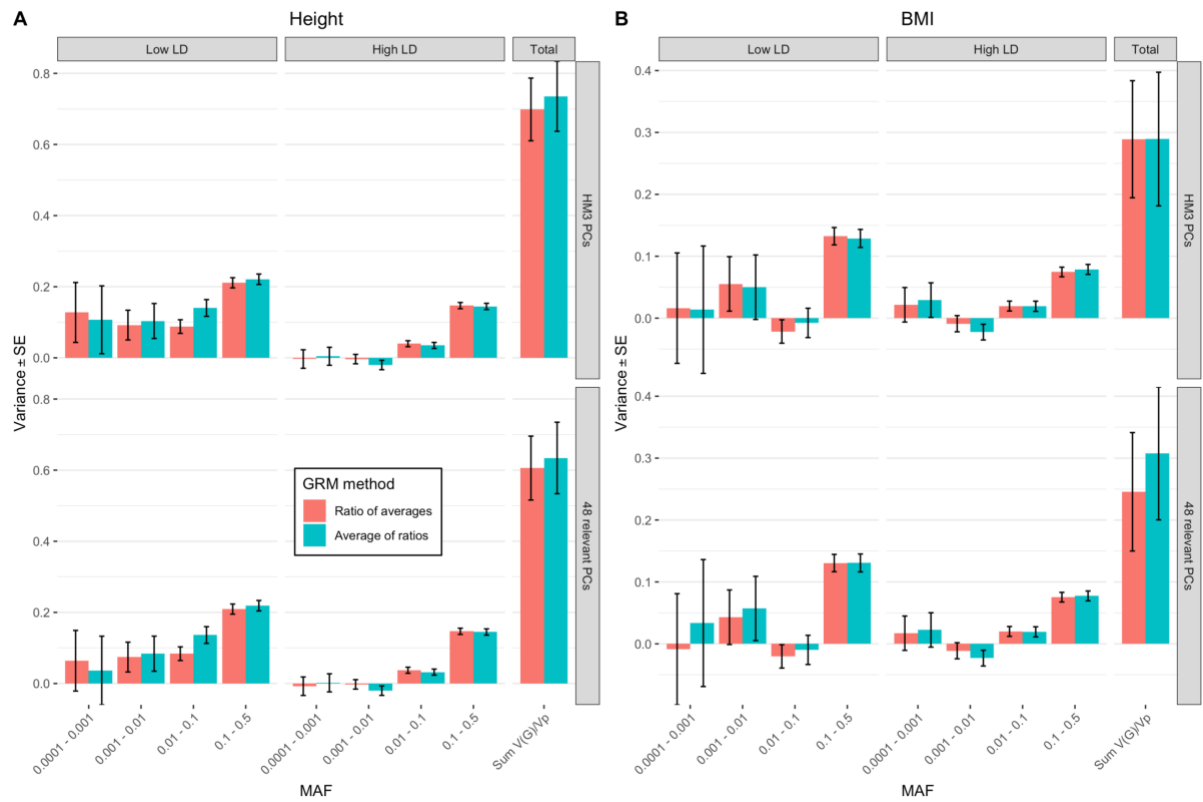 A
Height
Low LD
High LD
Total
0.8
0.6
0.4
0.2
0.0
HM3 PCs
0.8
0.6
0.4
0.2
0.0
48 relevant PCs
Variance ± SE
GRM method
Ratio of averages
Average of ratios
0.0001 - 0.001
0.001 - 0.01
0.01 - 0.1
0.1 - 0.5
0.0001 - 0.001
0.001 - 0.01
0.01 - 0.1
0.1 - 0.5
Sum V(G)/Vp
MAF
B
BMI
Low LD
High LD
Total
0.4
0.3
0.2
0.1
0.0
HM3 PCs
0.4
0.3
0.2
0.1
0.0
48 relevant PCs
Variance ± SE
0.0001 - 0.001
0.001 - 0.01
0.01 - 0.1
0.1 - 0.5
0.0001 - 0.001
0.001 - 0.01
0.01 - 0.1
0.1 - 0.5
Sum V(G)/Vp
MAF